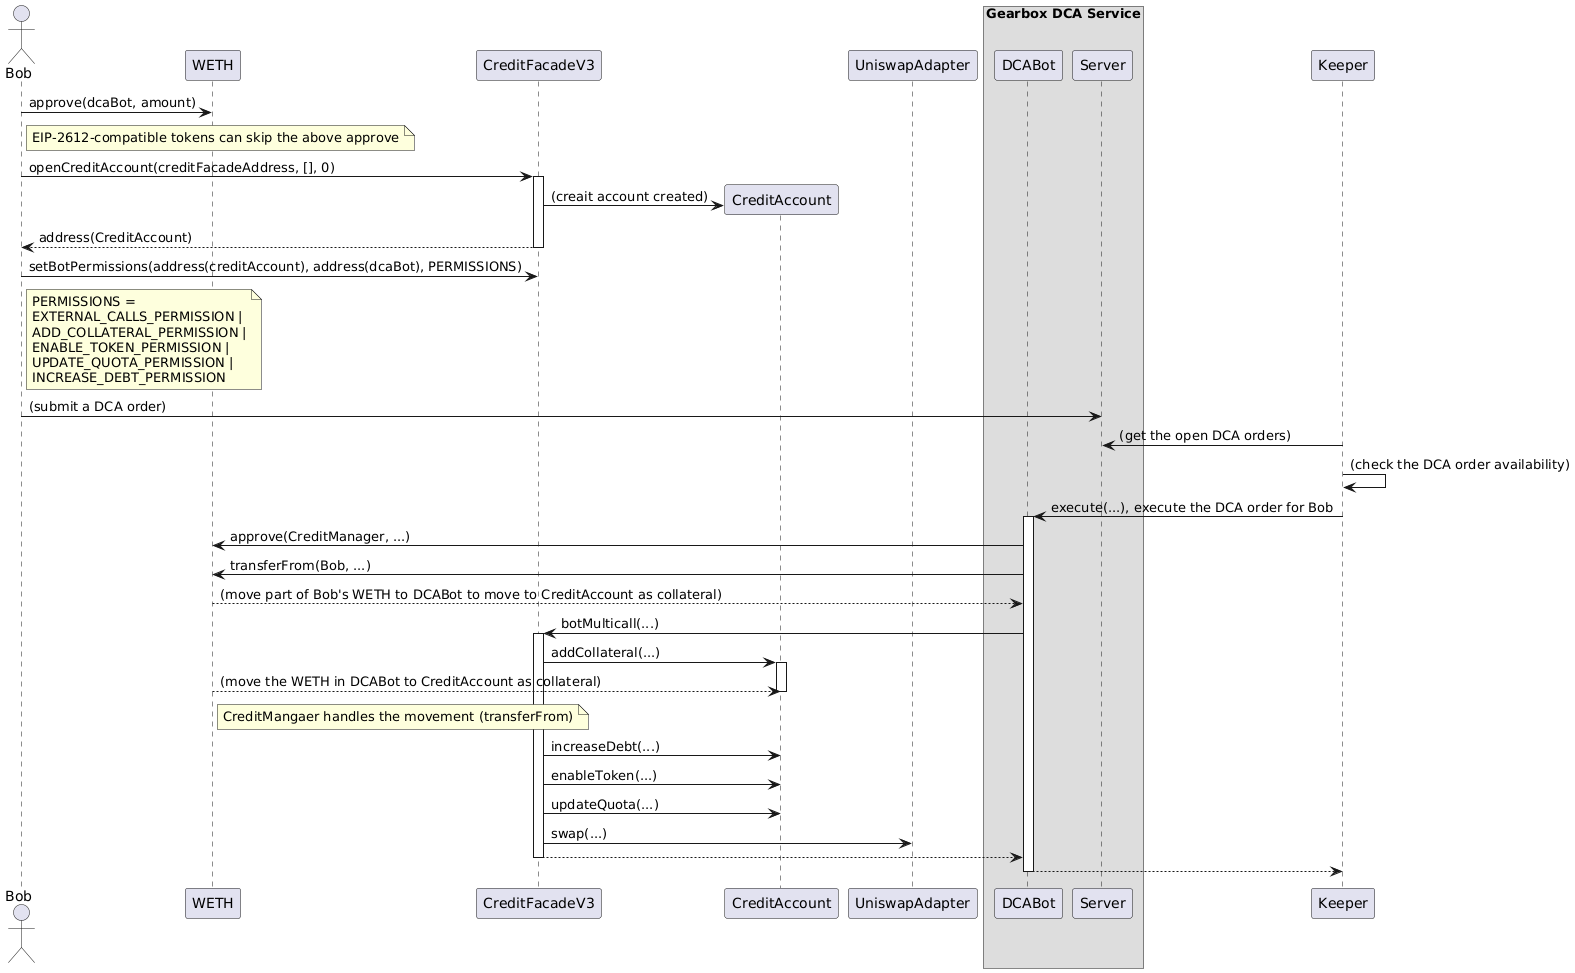 Gearbox DCA Service
Bob
WETH
CreditFacadeV3
UniswapAdapter
DCABot
Server
Keeper
approve(dcaBot, amount)
EIP-2612-compatible tokens can skip the above approve
openCreditAccount(creditFacadeAddress, [], 0)
(creait account created)
CreditAccount
address(CreditAccount)
setBotPermissions(address(creditAccount), address(dcaBot), PERMISSIONS)
PERMISSIONS =
EXTERNAL_CALLS_PERMISSION |
ADD_COLLATERAL_PERMISSION |
ENABLE_TOKEN_PERMISSION |
UPDATE_QUOTA_PERMISSION |
INCREASE_DEBT_PERMISSION
(submit a DCA order)
(get the open DCA orders)
(check the DCA order availability)
execute(...), execute the DCA order for Bob
approve(CreditManager, ...)
transferFrom(Bob, ...)
(move part of Bob's WETH to DCABot to move to CreditAccount as collateral)
botMulticall(...)
addCollateral(...)
(move the WETH in DCABot to CreditAccount as collateral)
CreditMangaer handles the movement (transferFrom)
increaseDebt(...)
enableToken(...)
updateQuota(...)
swap(...)
Bob
WETH
CreditFacadeV3
CreditAccount
UniswapAdapter
DCABot
Server
Keeper